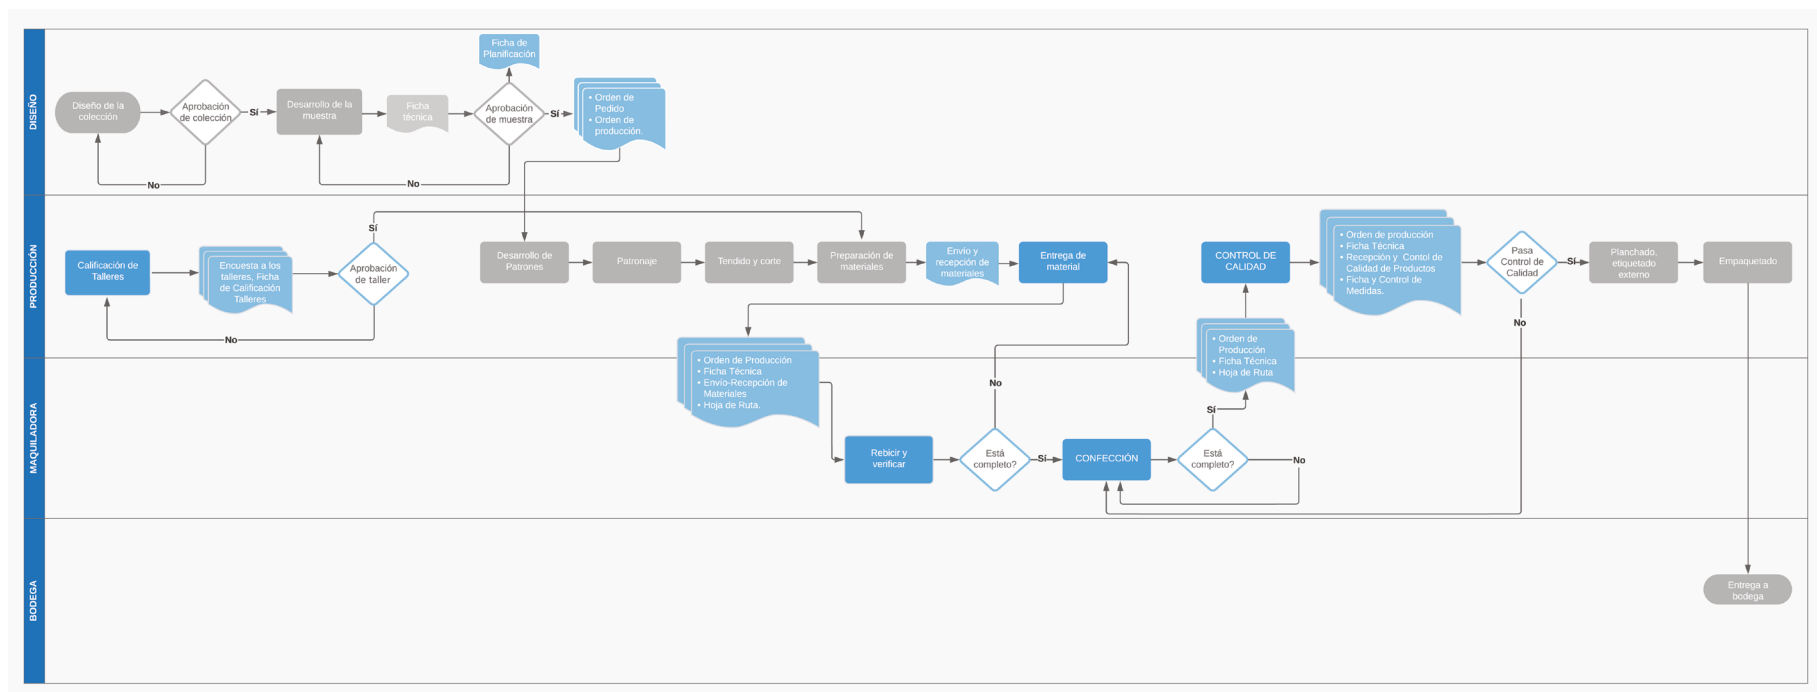 DISEÑO
Ficha de
Planificación
Diseño de la
colección
Aprobación
de colección
Sí
No
Desarrollo de la
muestra
Ficha
técnica
Aprobación
de muestra
Sí
No
• Orden de
Pedido
• Orden de
producción.
PRODUCCIÓN
Calificación de
Talleres
Encuesta a los
talleres, Ficha
de Calificación
Talleres
Aprobación
de taller
Sí
No
Desarrollo de
Patrones
Patronaje
Tendido y corte
Preparación de
materiales
Envío y
recepción de
materiales
Entrega de
material
CONTROL DE
CALIDAD
• Orden de producción
• Ficha Técnica
• Recepción y Contol de
Calidad de Productos
• Ficha y Control de
Medidas.
Pasa
Control de
Calidad
Sí
No
Planchado,
etiquetado
externo
Empaquetado
• Orden de
Producción
• Ficha Técnica
• Hoja de Ruta
MAQUILADORA
• Orden de Producción
• Ficha Técnica
• Envío-Recepción de
Materiales
• Hoja de Ruta.
Rebicir y
verificar
Está
completo?
No
Sí
CONFECCIÓN
Está
completo?
Sí
No
BODEGA
Entrega a
bodega